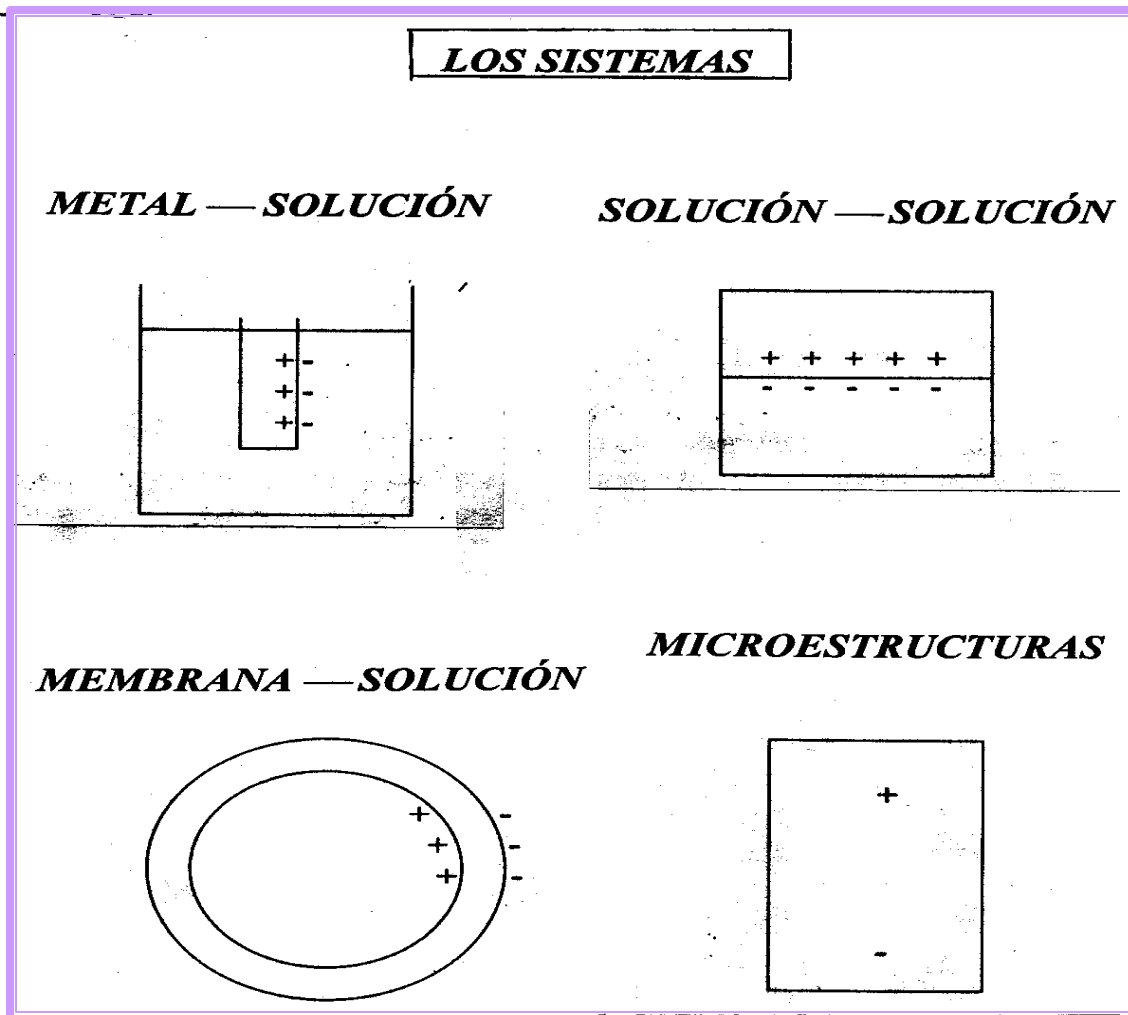 LOS SISTEMAS
METAL — SOLUCIÓN
SOLUCIÓN — SOLUCIÓN
+ -
+ -
+ -
+ + + + +
- - - - -
MEMBRANA — SOLUCIÓN
MICROESTRUCTURAS
+ -
+ -
+ -
+
-